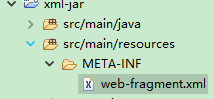 xml-jar
src/main/java
src/main/resources
META-INF
web-fragment.xml